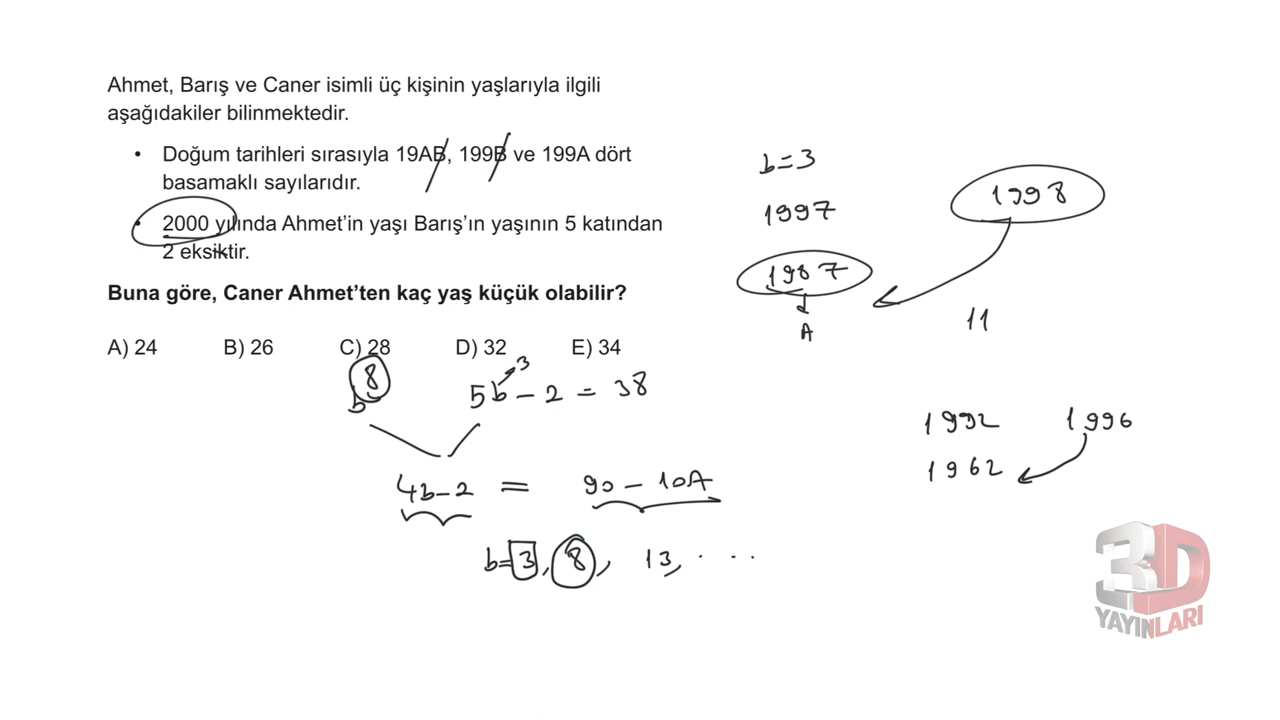 Ahmet, Barış ve Caner isimli üç kişinin yaşlarıyla ilgili
aşağıdakiler bilinmektedir.
• Doğum tarihleri sırasıyla 19AB, 199B ve 199A dört
basamaklı sayılarıdır.
• 2000 yılında Ahmet'in yaşı Barış'ın yaşının 5 katından
2 eksiktir.
Buna göre, Caner Ahmet'ten kaç yaş küçük olabilir?
A) 24 B) 26 C) 28 D) 32 E) 34
8 3
b 5b - 2 = 38
4b-2 = 90 - 10A
b=3, 8, 13, . . . .
b=3
1997
1987
A
1998
11
1992 1996
1962
3D
YAYINLARI